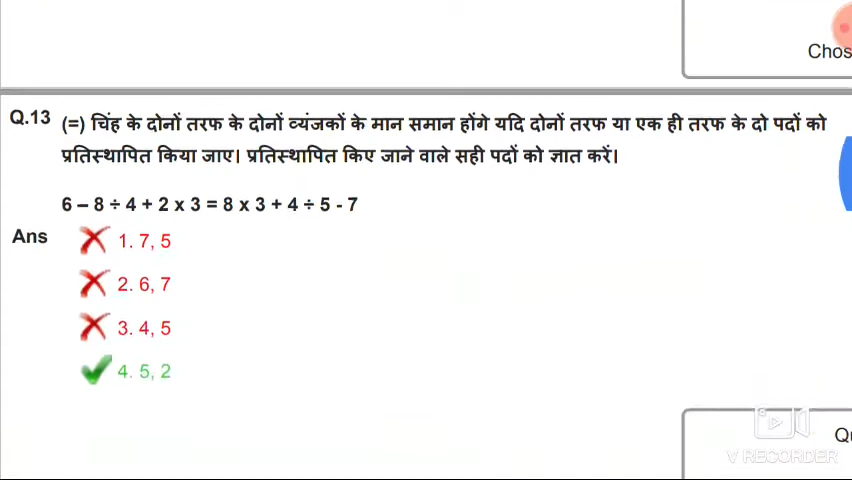 Chos
Q.13 (=) चिंह के दोनों तरफ के दोनों व्यंजकों के मान समान होंगे यदि दोनों तरफ या एक ही तरफ के दो पदों को
प्रतिस्थापित किया जाए। प्रतिस्थापित किए जाने वाले सही पदों को ज्ञात करें।
6 – 8 ÷ 4 + 2 x 3 = 8 x 3 + 4 ÷ 5 - 7
Ans 1. 7, 5
2. 6, 7
3. 4, 5
4. 5, 2
Qu
V RECORDER